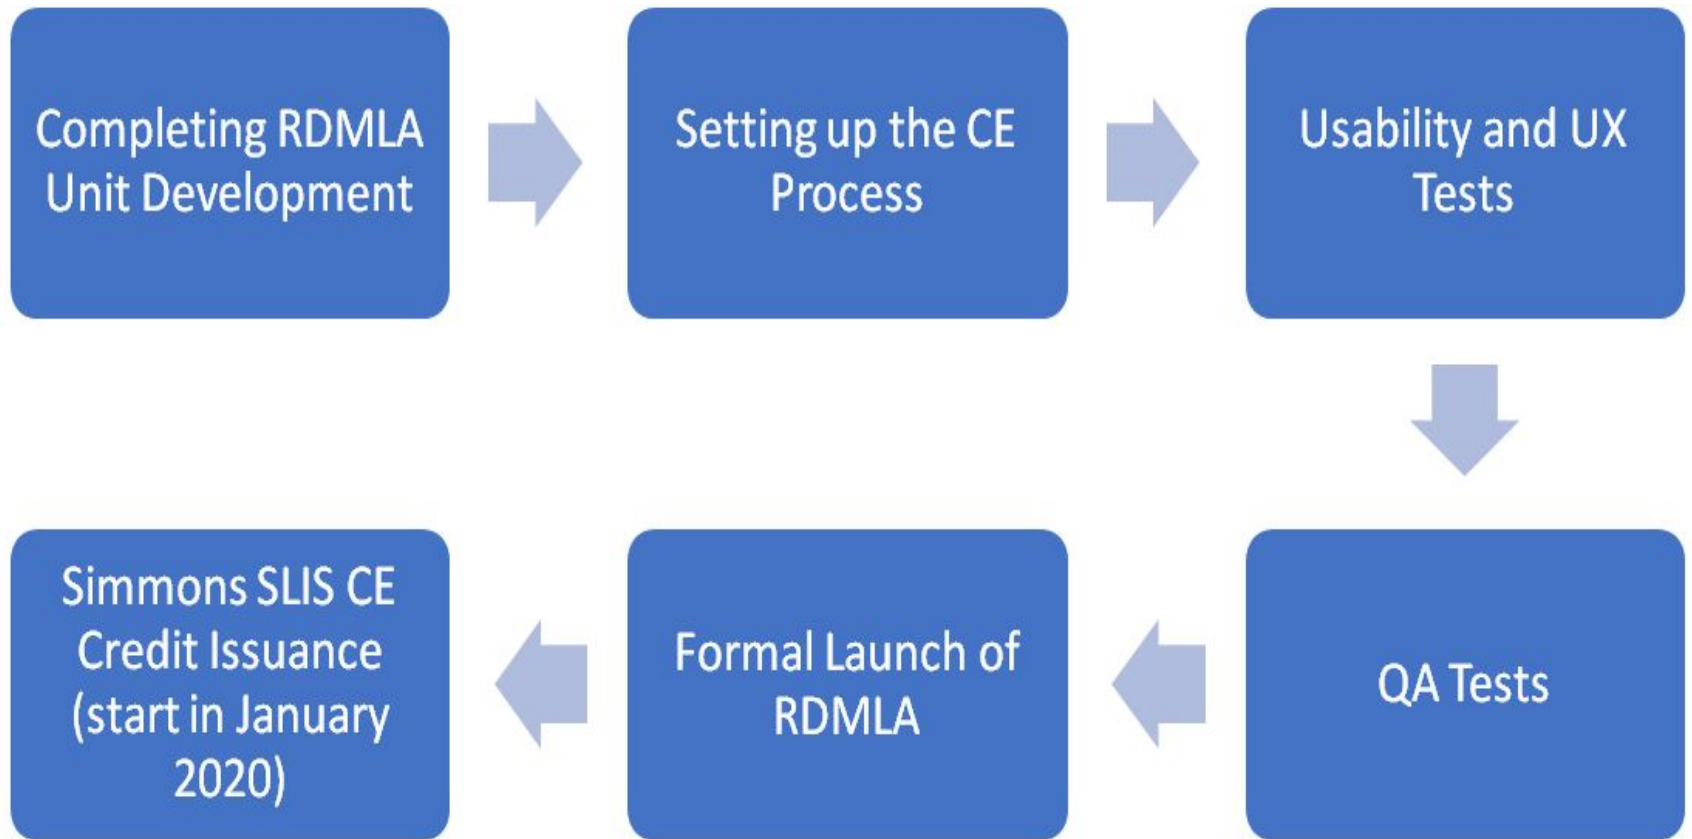 Completing RDMLA
Unit Development
Setting up the CE
Process
Usability and UX
Tests
QA Tests
Formal Launch of
RDMLA
Simmons SLIS CE
Credit Issuance
(start in January
2020)